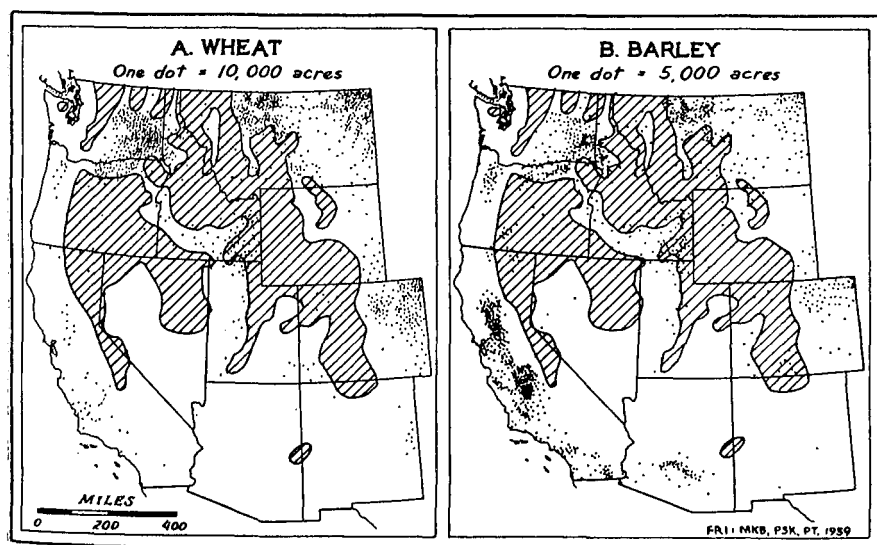 A. WHEAT
One dot = 10,000 acres
B. BARLEY
One dot = 5,000 acres
MILES
0 200 400
FRI: MKB, PSK, PT, 1959